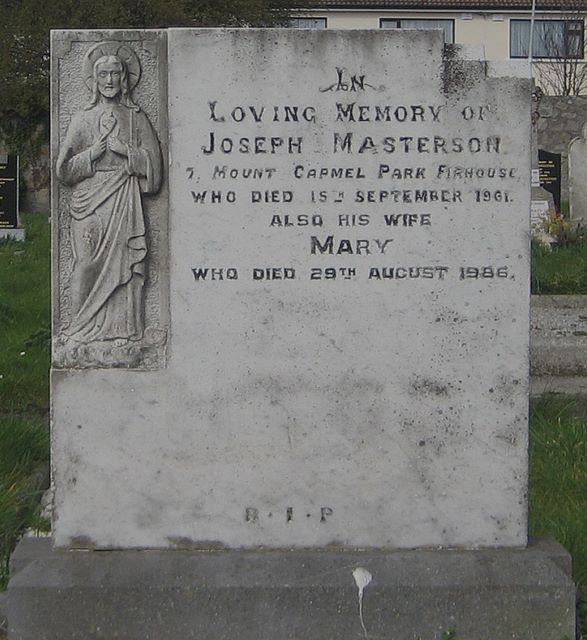 IN
LOVING MEMORY OF
JOSEPH MASTERSON
7, MOUNT CARMEL PARK FIRHOUSE
WHO DIED 15TH SEPTEMBER 1961.
ALSO HIS WIFE
MARY
WHO DIED 29TH AUGUST 1986.
R·I·P